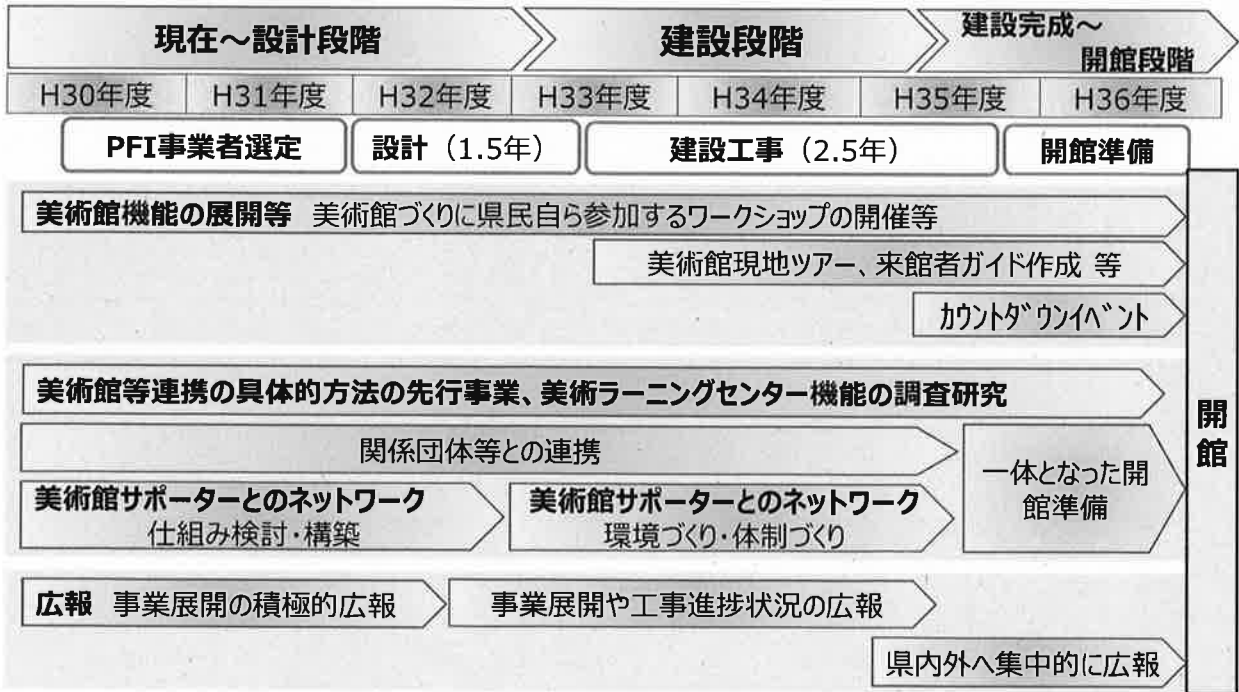 現在～設計段階
建設段階
建設完成～
開館段階
H30年度
H31年度
H32年度
H33年度
H34年度
H35年度
H36年度
PFI事業者選定
設計（1.5年）
建設工事（2.5年）
開館準備
美術館機能の展開等 美術館づくりに県民自ら参加するワークショップの開催等
美術館現地ツアー、来館者ガイド作成 等
カウントダウンイベント
美術館等連携の具体的方法の先行事業、美術ラーニングセンター機能の調査研究
関係団体等との連携
美術館サポーターとのネットワーク
仕組み検討・構築
美術館サポーターとのネットワーク
環境づくり・体制づくり
一体となった開
館準備
広報 事業展開の積極的広報
事業展開や工事進捗状況の広報
県内外へ集中的に広報
開館